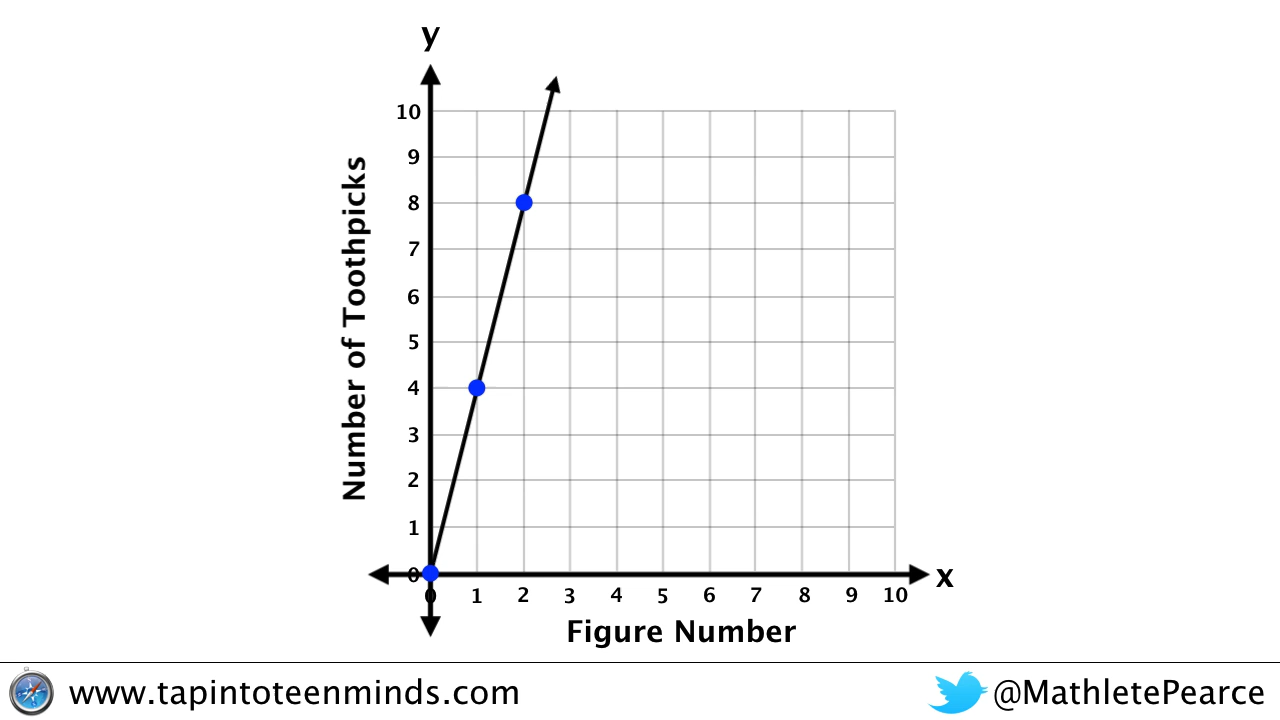 y
10
9
8
7
6
5
4
3
2
1
0
Number of Toothpicks
0 1 2 3 4 5 6 7 8 9 10
x
Figure Number
www.tapintoteenminds.com
@MathletePearce